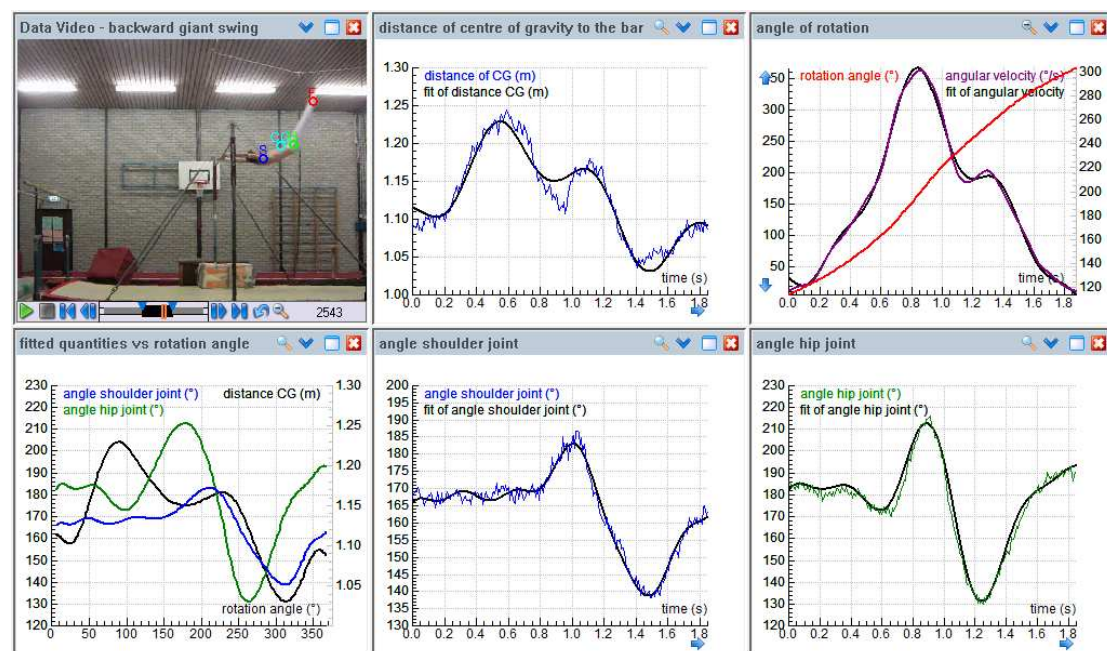 Data Video - backward giant swing
2543
distance of centre of gravity to the bar
distance of CG (m)
fit of distance CG (m)
1.30
1.25
1.20
1.15
1.10
1.05
1.00
time (s)
0.0 0.2 0.4 0.6 0.8 1.0 1.2 1.4 1.6 1.8
angle of rotation
rotation angle (°)
angular velocity (°/s)
fit of angular velocity
350
300
250
200
150
100
50
300
280
260
240
220
200
180
160
140
120
time (s)
0.0 0.2 0.4 0.6 0.8 1.0 1.2 1.4 1.6 1.8
fitted quantities vs rotation angle
angle shoulder joint (°)
angle hip joint (°)
distance CG (m)
230
220
210
200
190
180
170
160
150
140
130
120
1.30
1.25
1.20
1.15
1.10
1.05
rotation angle (°)
0 50 100 150 200 250 300 350
angle shoulder joint
angle shoulder joint (°)
fit of angle shoulder joint (°)
200
195
190
185
180
175
170
165
160
155
150
145
140
135
130
time (s)
0.0 0.2 0.4 0.6 0.8 1.0 1.2 1.4 1.6 1.8
angle hip joint
angle hip joint (°)
fit of angle hip joint (°)
230
220
210
200
190
180
170
160
150
140
130
120
time (s)
0.0 0.2 0.4 0.6 0.8 1.0 1.2 1.4 1.6 1.8